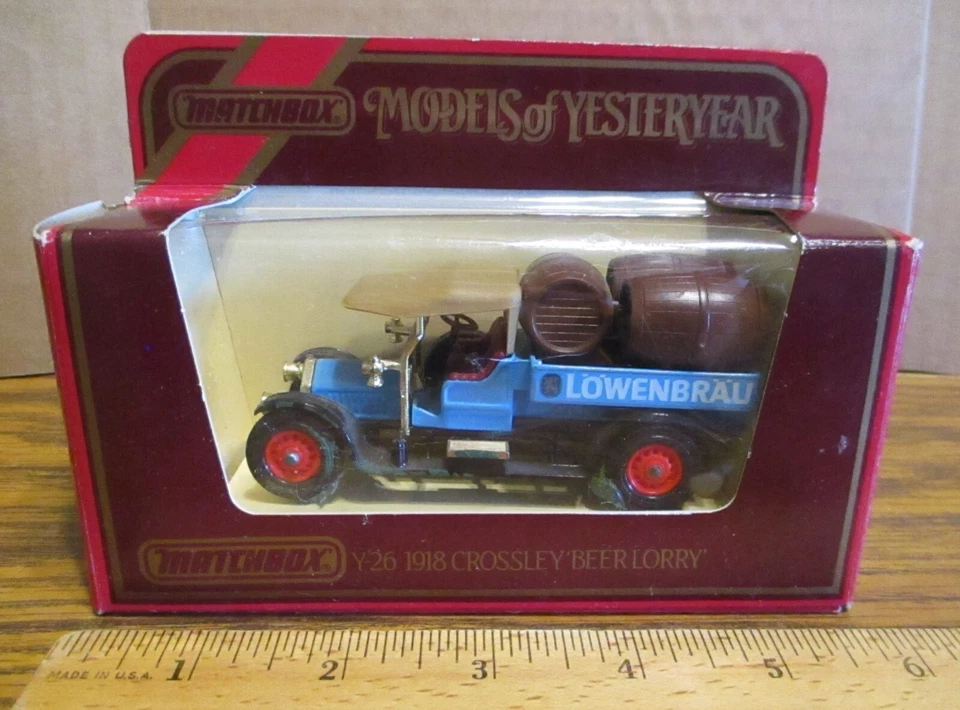 MATCHBOX MODELS of YESTERYEAR
LÖWENBRÄU
MATCHBOX Y-26 1918 CROSSLEY 'BEER LORRY'
1 2 3 4 5 6
MADE IN U.S.A.